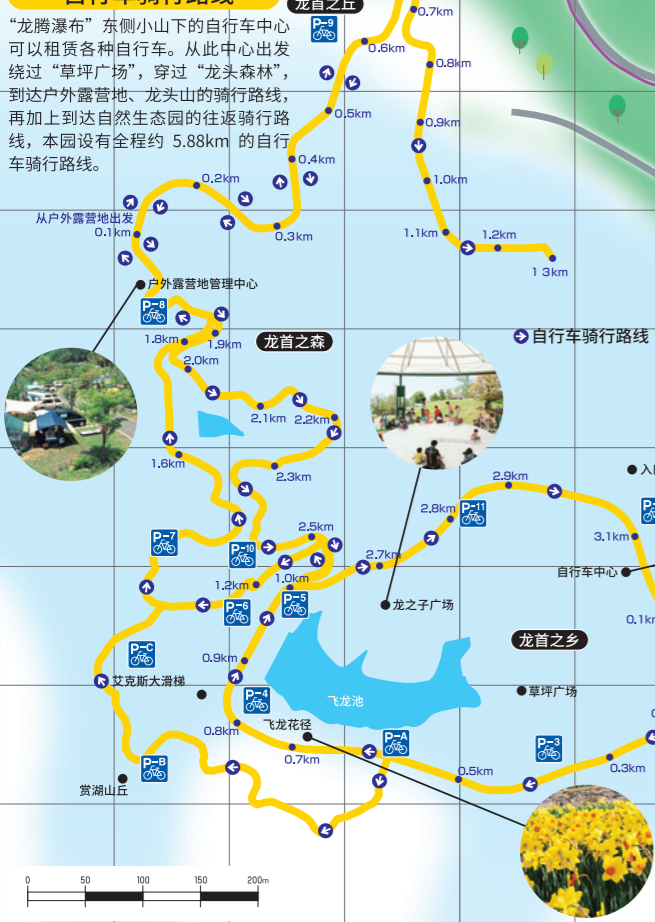 自行车骑行路线
龙首之丘
“龙腾瀑布”东侧小山下的自行车中心
可以租赁各种自行车。从此中心出发
绕过“草坪广场”，穿过“龙头森林”，
到达户外露营地、龙头山的骑行路线，
再加上到达自然生态园的往返骑行路
线，本园设有全程约 5.88km 的自行
车骑行路线。
P-9
0.7km
0.6km
0.8km
0.5km
0.9km
0.4km
0.2km
1.0km
从户外露营地出发
0.1km
0.3km
1.1km
1.2km
1 3km
户外露营地管理中心
P-8
1.8km
1.9km
龙首之森
自行车骑行路线
2.0km
2.1km
2.2km
1.6km
2.3km
2.9km
入
2.8km
P-11
2.5km
P-7
P-10
3.1km
2.7km
1.2km
1.0km
自行车中心
P-5
P-6
龙之子广场
0.1k
龙首之乡
P-C
0.9km
艾克斯大滑梯
P-4
飞龙池
草坪广场
0.8km
飞龙花径
P-A
P-3
0.7km
P-B
0.5km
0.3km
赏湖山丘
0
50
100
150
200m